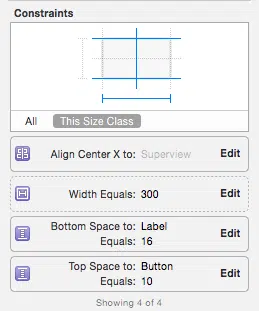 Constraints
All This Size Class
Align Center X to: Superview Edit
Width Equals: 300 Edit
Bottom Space to: Label
Equals: 16 Edit
Top Space to: Button
Equals: 10 Edit
Showing 4 of 4